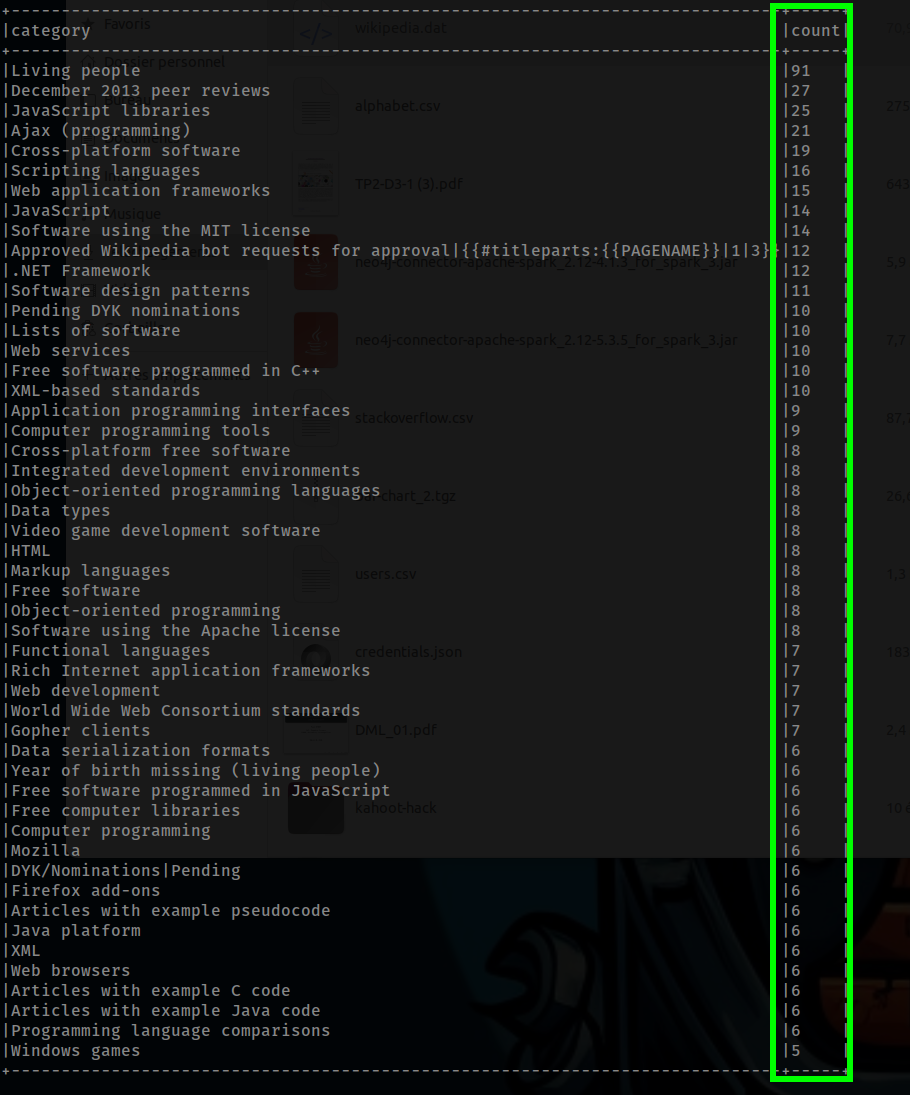 +-----------------------------------------------------------------------------+-----+
|category |count|
+-----------------------------------------------------------------------------+-----+
|Living people |91 |
|December 2013 peer reviews |27 |
|JavaScript libraries |25 |
|Ajax (programming) |21 |
|Cross-platform software |19 |
|Scripting languages |16 |
|Web application frameworks |15 |
|JavaScript |14 |
|Software using the MIT license |14 |
|Approved Wikipedia bot requests for approval|{{#titleparts:{{PAGENAME}}|1|3}}|12 |
|.NET Framework |12 |
|Software design patterns |11 |
|Pending DYK nominations |10 |
|Lists of software |10 |
|Web services |10 |
|Free software programmed in C++ |10 |
|XML-based standards |10 |
|Application programming interfaces |9 |
|Computer programming tools |9 |
|Cross-platform free software |8 |
|Integrated development environments |8 |
|Object-oriented programming languages |8 |
|Data types |8 |
|Video game development software |8 |
|HTML |8 |
|Markup languages |8 |
|Free software |8 |
|Object-oriented programming |8 |
|Software using the Apache license |8 |
|Functional languages |7 |
|Rich Internet application frameworks |7 |
|Web development |7 |
|World Wide Web Consortium standards |7 |
|Gopher clients |7 |
|Data serialization formats |6 |
|Year of birth missing (living people) |6 |
|Free software programmed in JavaScript |6 |
|Free computer libraries |6 |
|Computer programming |6 |
|Mozilla |6 |
|DYK/Nominations|Pending |6 |
|Firefox add-ons |6 |
|Articles with example pseudocode |6 |
|Java platform |6 |
|XML |6 |
|Web browsers |6 |
|Articles with example C code |6 |
|Articles with example Java code |6 |
|Programming language comparisons |6 |
|Windows games |5 |
+-----------------------------------------------------------------------------+-----+
Favoris
Dossier personnel
Musique
wikipedia.dat
alphabet.csv
TP2-D3-1 (3).pdf
neo4j-connector-apache-spark_2.12-4.1.3_for_spark_3.jar
neo4j-connector-apache-spark_2.12-5.3.5_for_spark_3.jar
stackoverflow.csv
users.csv
credentials.json
DML_01.pdf
kahoot-hack